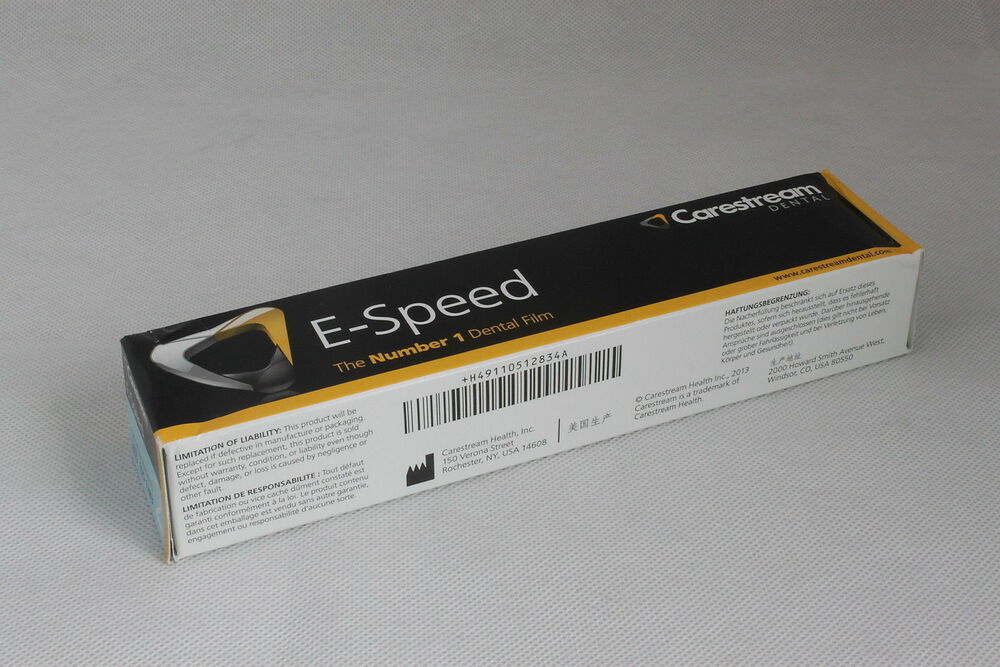 Carestream
DENTAL
E-Speed
The Number 1 Dental Film
www.carestreamdental.com
LIMITATION OF LIABILITY: This product will be
replaced if defective in manufacture or packaging.
Except for such replacement, this product is sold
without warranty, condition, or liability even though
defect, damage, or loss is caused by negligence or
other fault.
LIMITATION DE RESPONSABILITE : Tout défaut
de fabrication ou vice caché dûment constaté est
garanti conformément à la loi. Le produit contenu
dans cet emballage est vendu sans autre garantie,
engagement ou responsabilité d'aucune sorte.
+H49110512834A
Carestream Health, Inc.
150 Verona Street
Rochester, NY, USA 14608
美国生产
© Carestream Health Inc., 2013
Carestream is a trademark of
Carestream Health.
HAFTUNGSBEGRENZUNG:
Die Nacherfüllung beschränkt sich auf Ersatz dieses
Produktes, sofern sich herausstellt, dass es fehlerhaft
hergestellt oder verpackt wurde. Darüber hinausgehende
Ansprüche sind ausgeschlossen (dies gilt nicht bei Vorsatz
oder grober Fahrlässigkeit und bei Verletzung von Leben,
Körper und Gesundheit).
生产地址
2000 Howard Smith Avenue West,
Windsor, CO, USA 80550